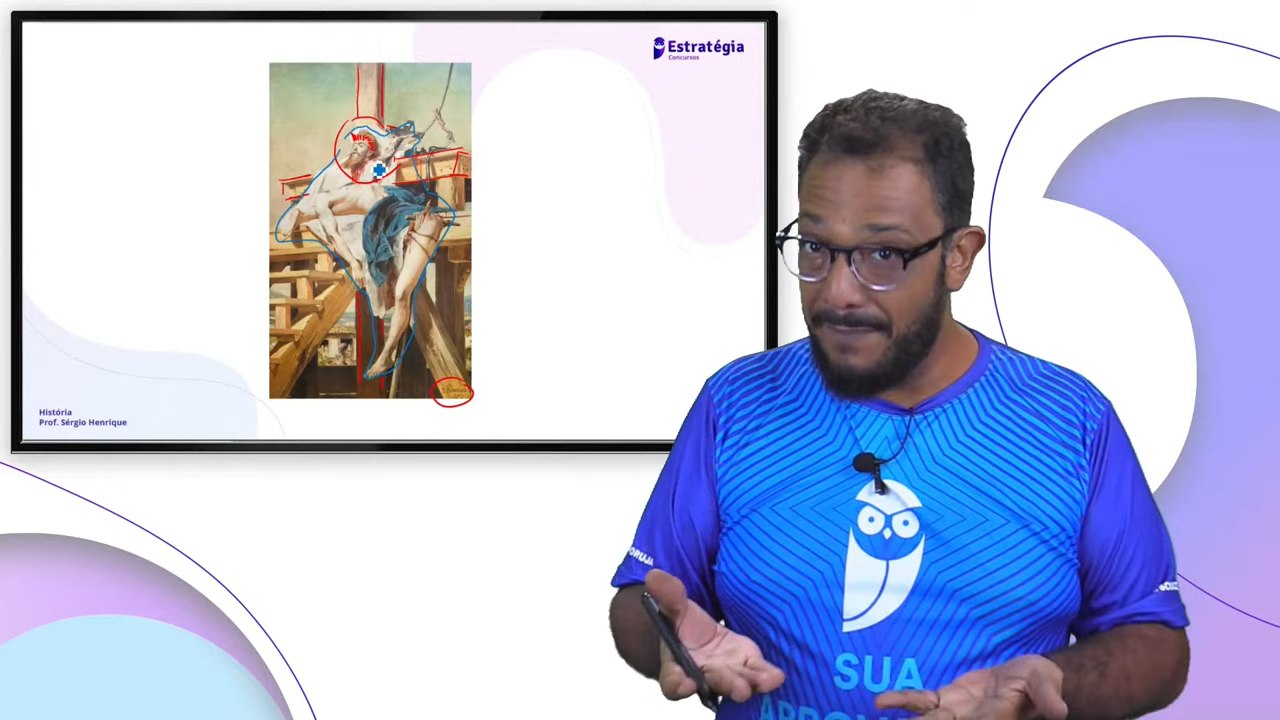 Estratégia
Concursos
História
Prof. Sérgio Henrique
SUA